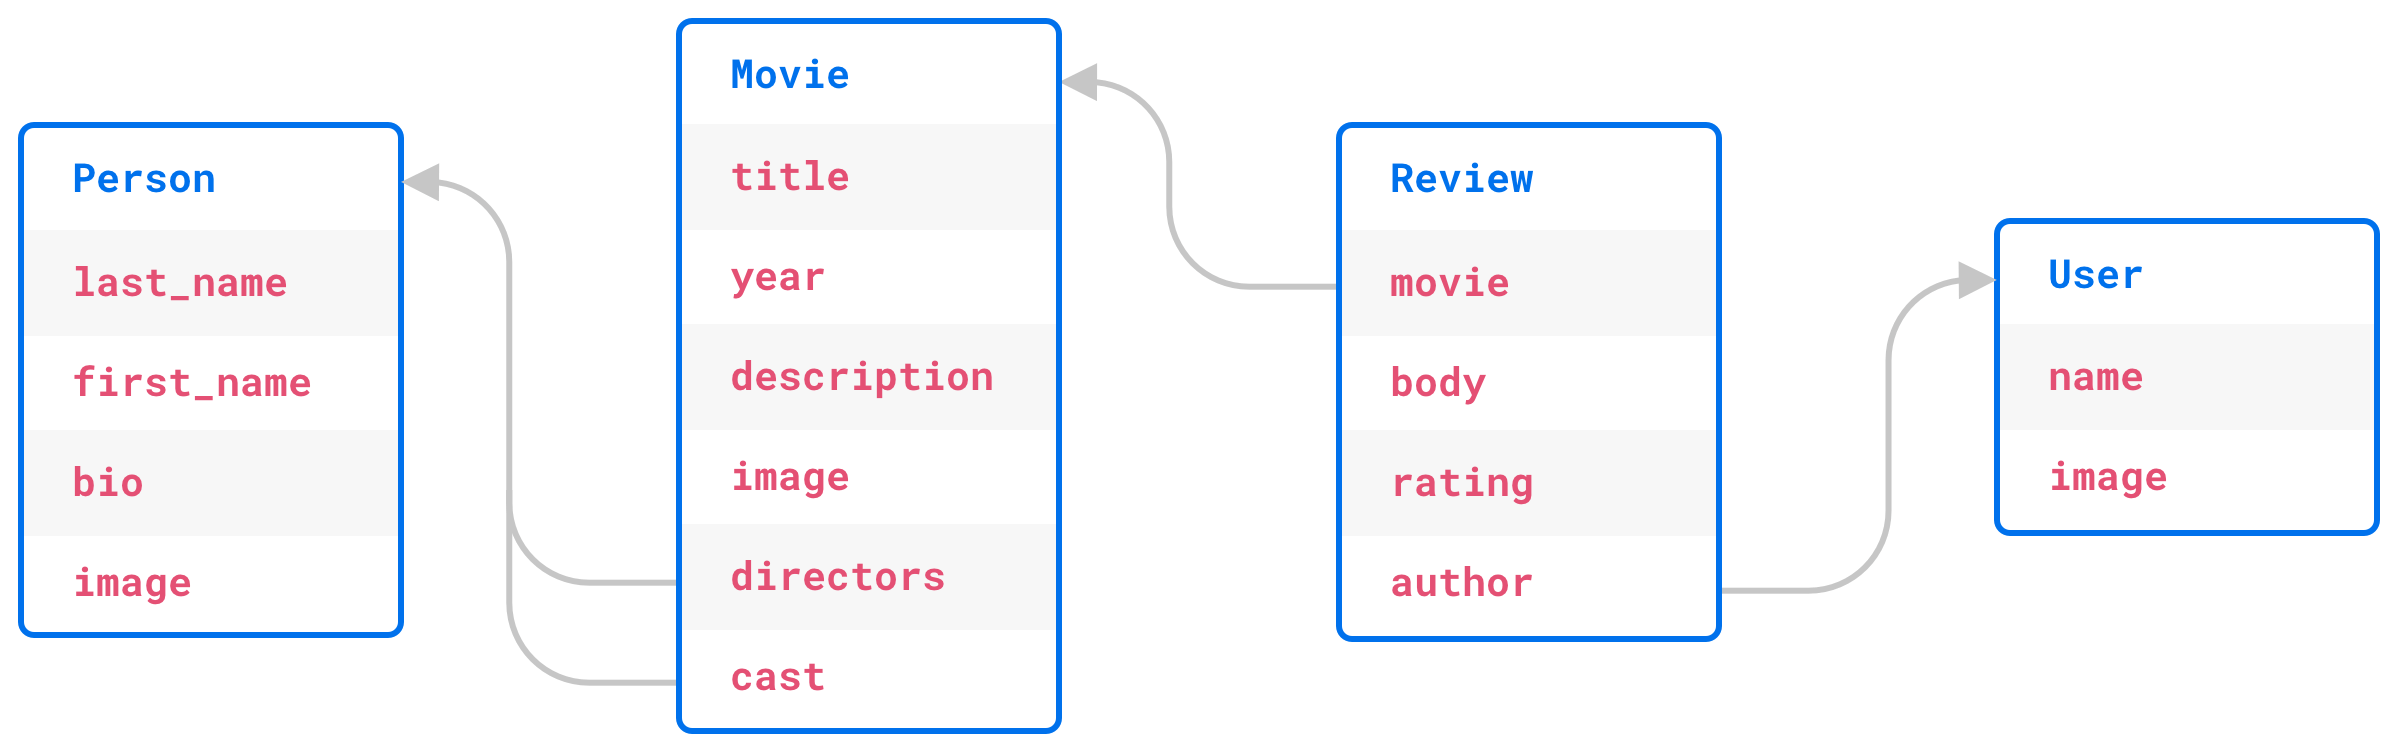 Person
last_name
first_name
bio
image
Movie
title
year
description
image
directors
cast
Review
movie
body
rating
author
User
name
image